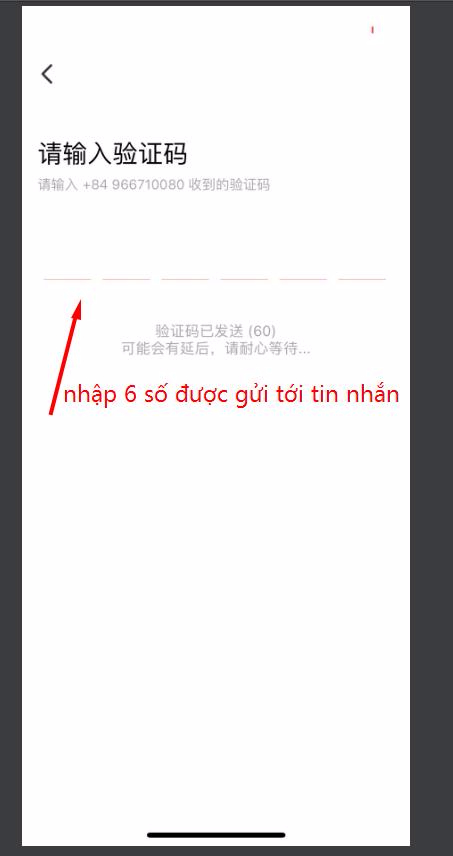 请输入验证码
请输入 +84 966710080 收到的验证码
验证码已发送 (60)
可能会有延后，请耐心等待...
nhập 6 số được gửi tới tin nhắn